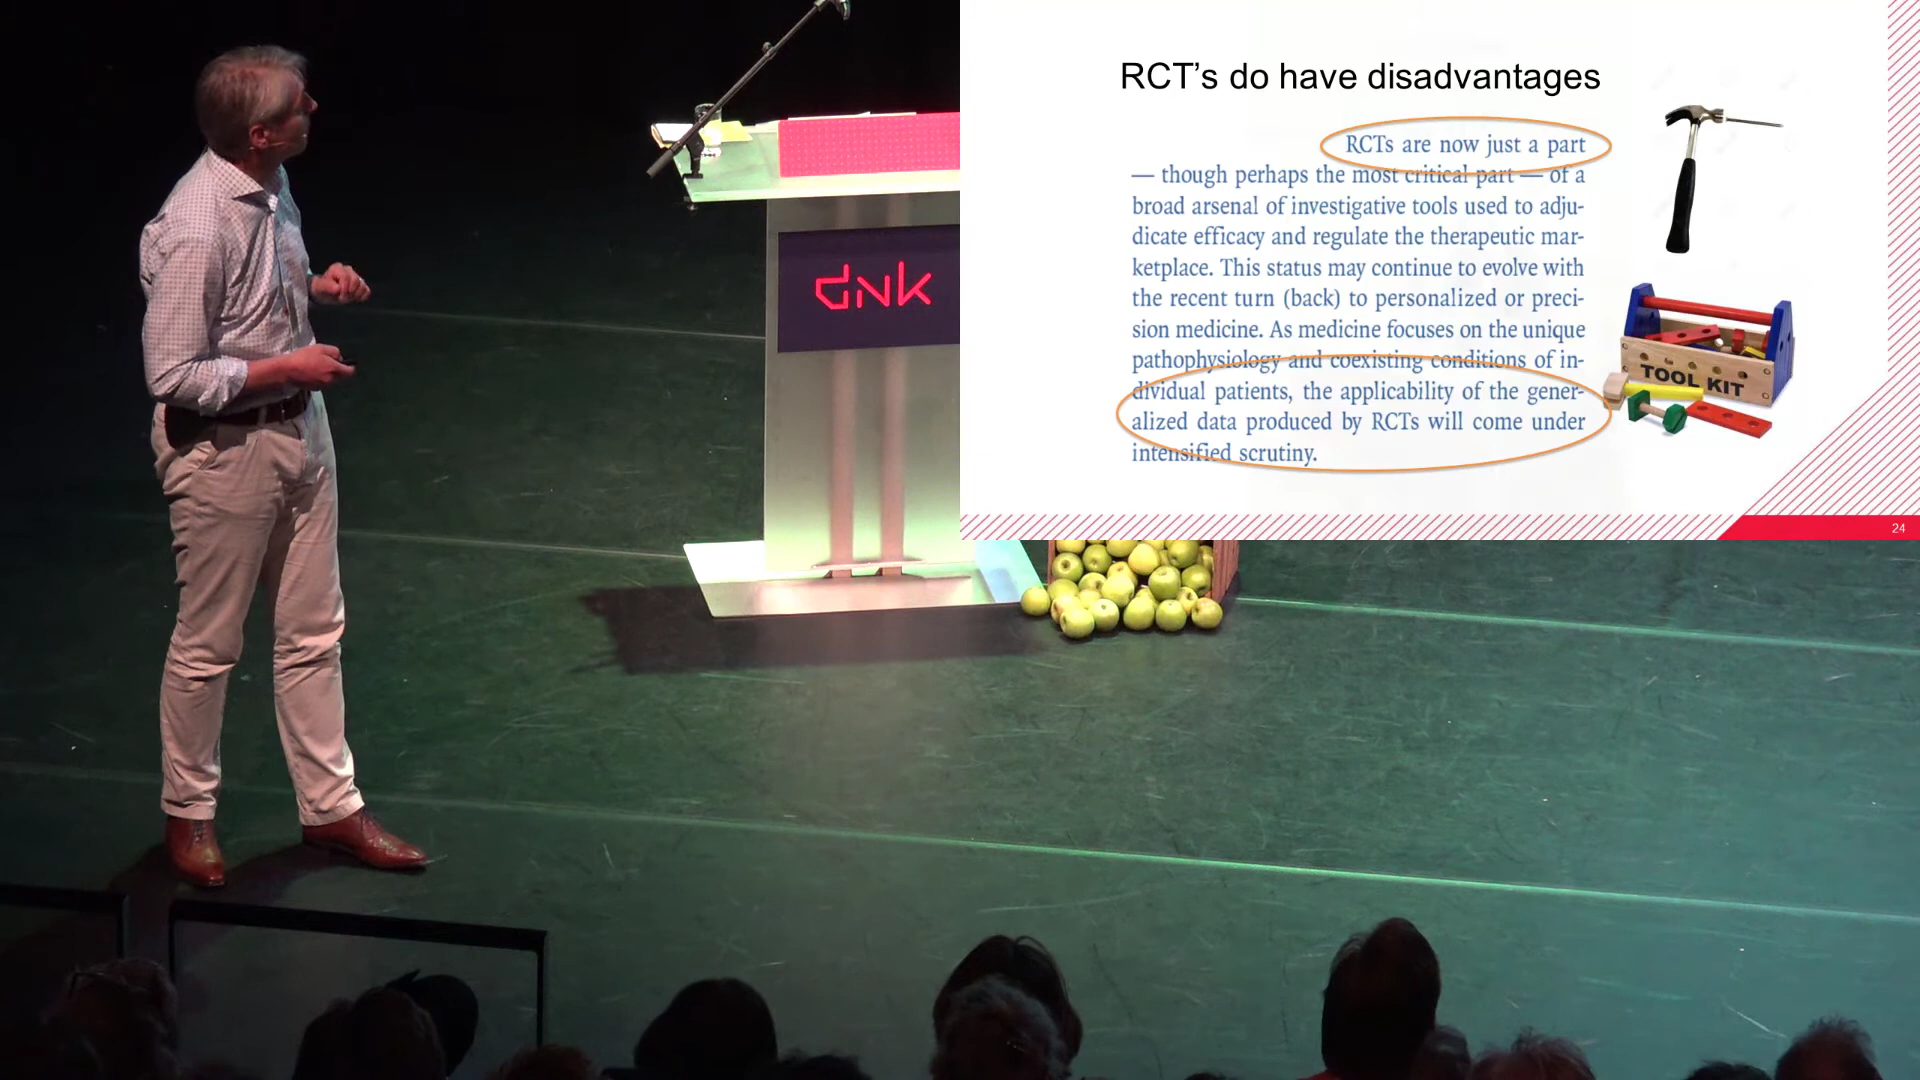 RCT's do have disadvantages
RCTs are now just a part
— though perhaps the most critical part — of a
broad arsenal of investigative tools used to adju-
dicate efficacy and regulate the therapeutic mar-
ketplace. This status may continue to evolve with
the recent turn (back) to personalized or preci-
sion medicine. As medicine focuses on the unique
pathophysiology and coexisting conditions of in-
dividual patients, the applicability of the gener-
alized data produced by RCTs will come under
intensified scrutiny.
TOOL KIT
24
dnk